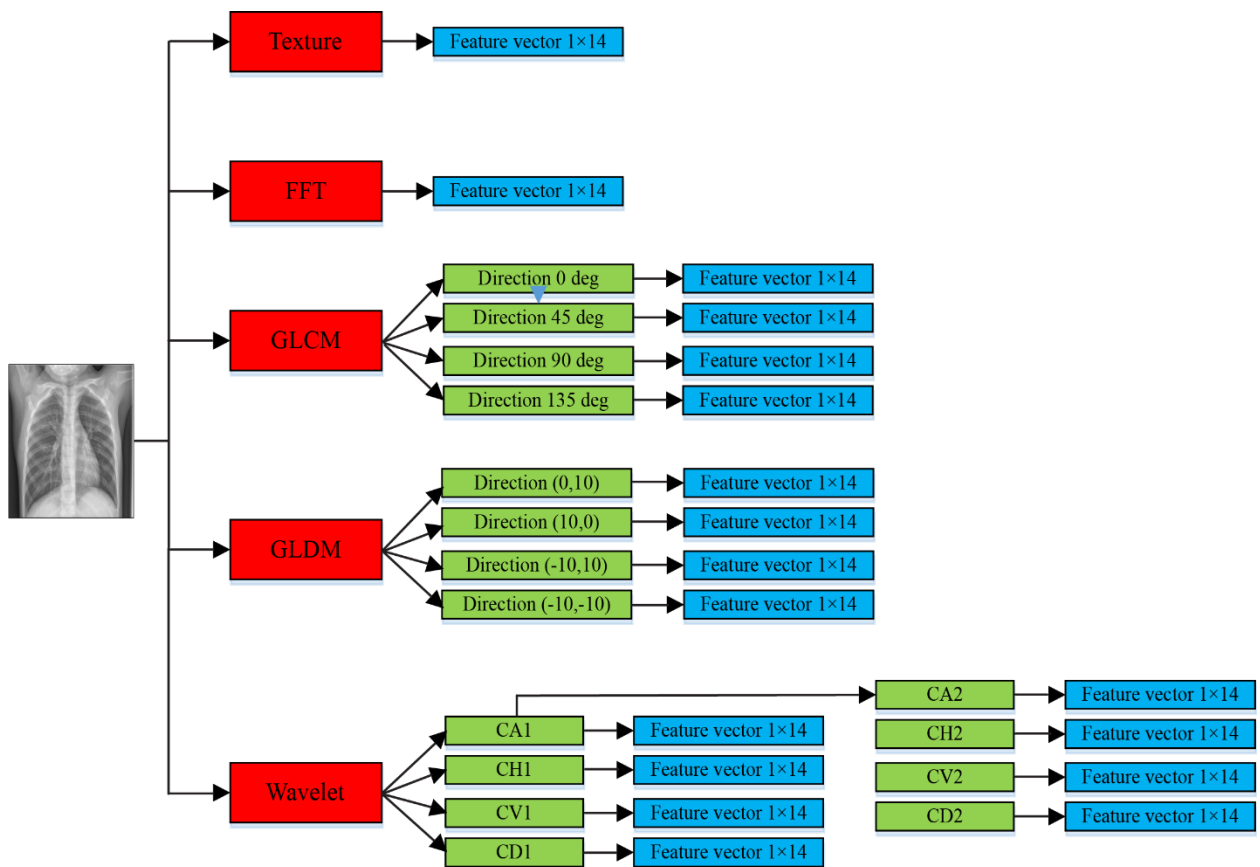 Texture
Feature vector 1×14
FFT
Feature vector 1×14
GLCM
Direction 0 deg
Feature vector 1×14
Direction 45 deg
Feature vector 1×14
Direction 90 deg
Feature vector 1×14
Direction 135 deg
Feature vector 1×14
GLDM
Direction (0,10)
Feature vector 1×14
Direction (10,0)
Feature vector 1×14
Direction (-10,10)
Feature vector 1×14
Direction (-10,-10)
Feature vector 1×14
Wavelet
CA1
Feature vector 1×14
CH1
Feature vector 1×14
CV1
Feature vector 1×14
CD1
Feature vector 1×14
CA2
Feature vector 1×14
CH2
Feature vector 1×14
CV2
Feature vector 1×14
CD2
Feature vector 1×14